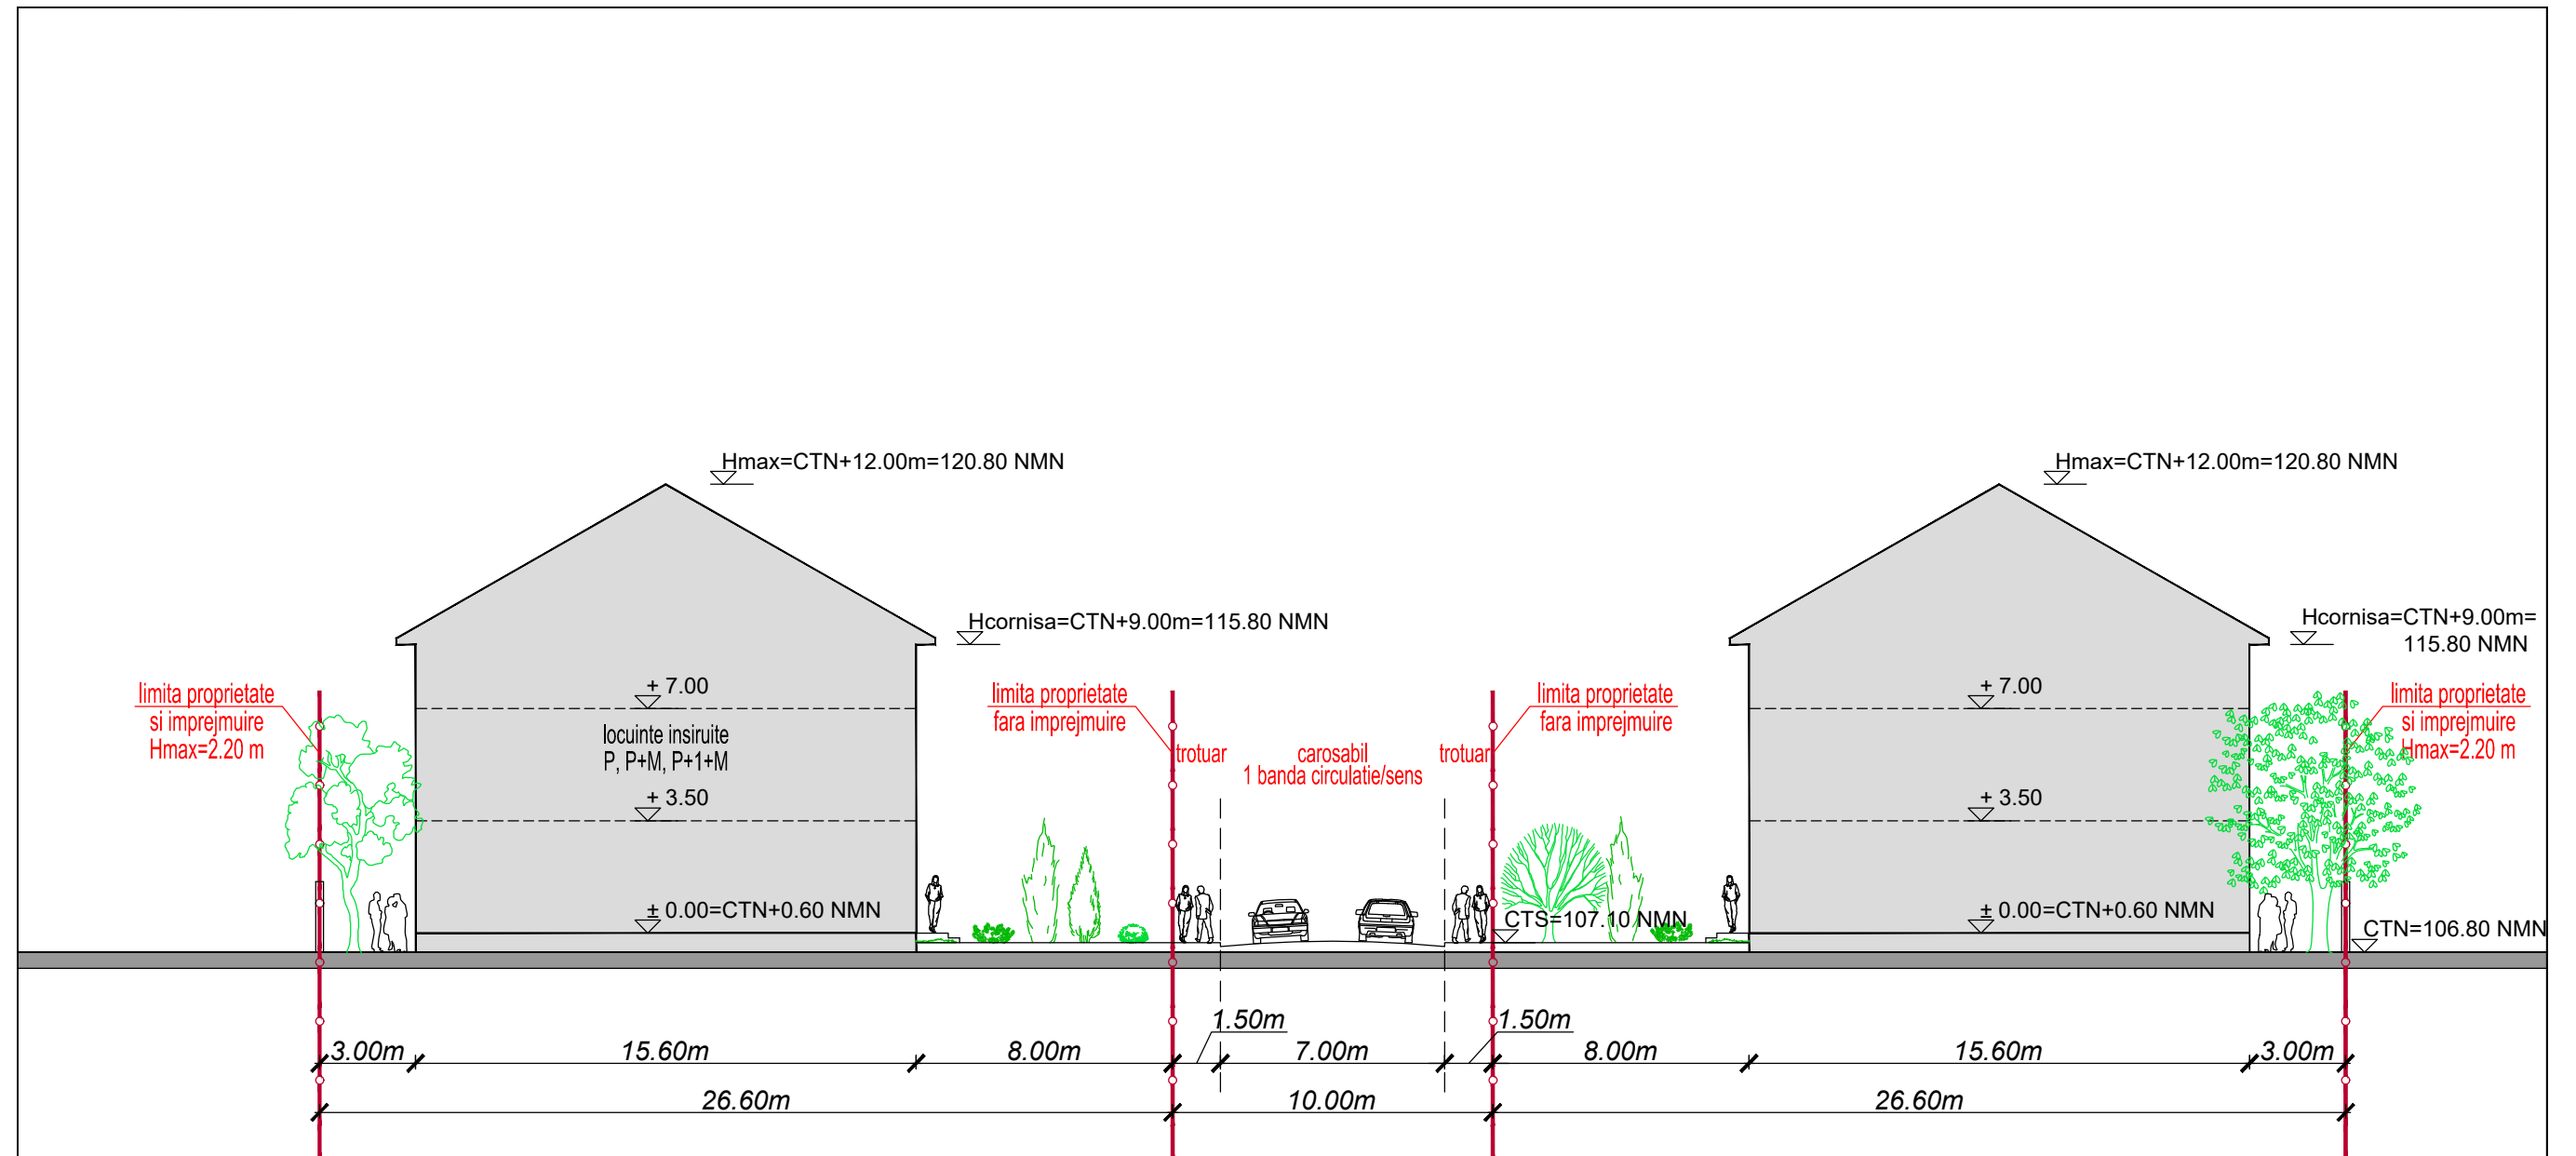 Hmax=CTN+12.00m=120.80 NMN
Hmax=CTN+12.00m=120.80 NMN
Hcornisa=CTN+9.00m=115.80 NMN
Hcornisa=CTN+9.00m=
115.80 NMN
limita proprietate
si imprejmuire
Hmax=2.20 m
+ 7.00
locuinte insiruite
P, P+M, P+1+M
+ 3.50
± 0.00=CTN+0.60 NMN
limita proprietate
fara imprejmuire
trotuar
carosabil
1 banda circulatie/sens
trotuar
limita proprietate
fara imprejmuire
CTS=107.10 NMN
+ 7.00
+ 3.50
± 0.00=CTN+0.60 NMN
limita proprietate
si imprejmuire
Hmax=2.20 m
CTN=106.80 NMN
1.50m
1.50m
3.00m
15.60m
8.00m
7.00m
8.00m
15.60m
3.00m
26.60m
10.00m
26.60m